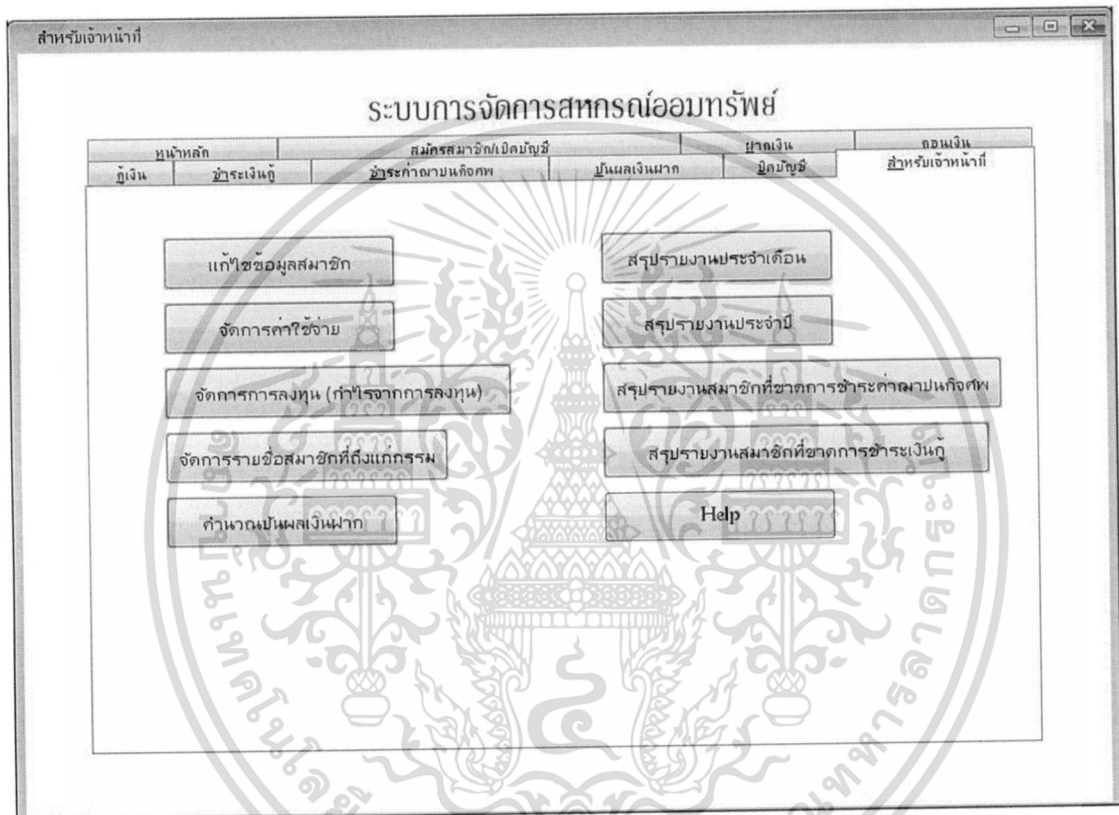 สำหรับเจ้าหน้าที่
ระบบการจัดการสหกรณ์ออมทรัพย์
หน้าหลัก สมัครสมาชิก/เปิดบัญชี ฝากเงิน ถอนเงิน
กู้เงิน ชำระเงินกู้ ชำระค่าฌาปนกิจศพ ปันผลเงินฝาก ปิดบัญชี สำหรับเจ้าหน้าที่
แก้ไขข้อมูลสมาชิก สรุปรายงานประจำเดือน
จัดการค่าใช้จ่าย สรุปรายงานประจำปี
จัดการการลงทุน (กำไรจากการลงทุน) สรุปรายงานสมาชิกที่ขาดการชำระค่าฌาปนกิจศพ
จัดการรายชื่อสมาชิกที่ถึงแก่กรรม สรุปรายงานสมาชิกที่ขาดการชำระเงินกู้
คำนวณปันผลเงินฝาก Help